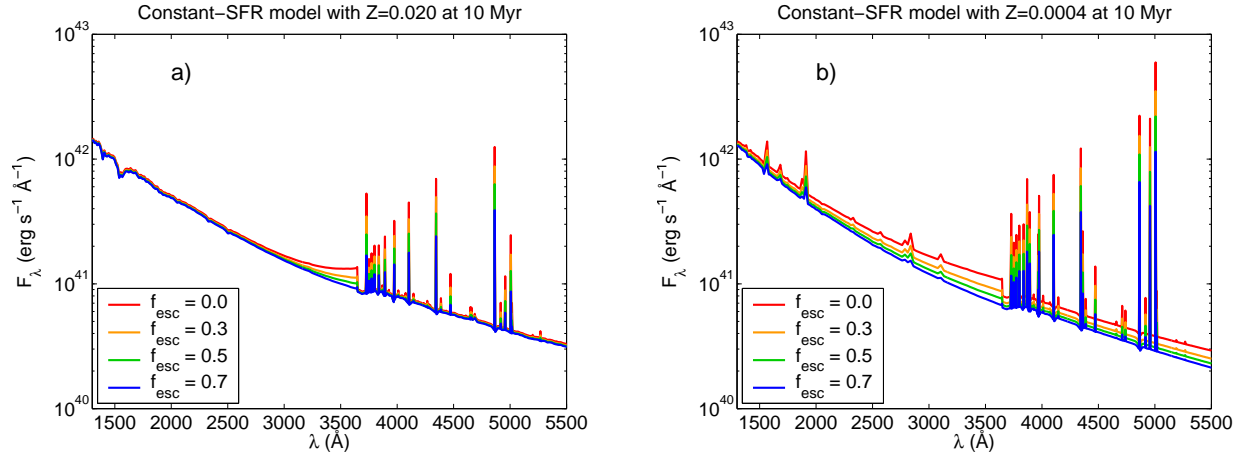 Constant−SFR model with Z=0.020 at 10 Myr
a)
10^43
10^42
10^41
10^40
F_λ (erg s^−1 Å^−1)
f_esc = 0.0
f_esc = 0.3
f_esc = 0.5
f_esc = 0.7
1500 2000 2500 3000 3500 4000 4500 5000 5500
λ (Å)
Constant−SFR model with Z=0.0004 at 10 Myr
b)
10^43
10^42
10^41
10^40
F_λ (erg s^−1 Å^−1)
f_esc = 0.0
f_esc = 0.3
f_esc = 0.5
f_esc = 0.7
1500 2000 2500 3000 3500 4000 4500 5000 5500
λ (Å)